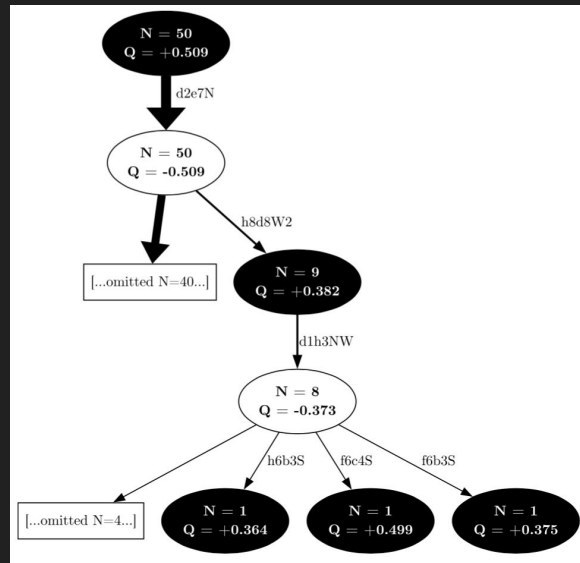 N = 50
Q = +0.509
d2e7N
N = 50
Q = -0.509
h8d8W2
[...omitted N=40...]
N = 9
Q = +0.382
d1h3NW
N = 8
Q = -0.373
h6b3S
f6c4S
f6b3S
[...omitted N=4...]
N = 1
Q = +0.364
N = 1
Q = +0.499
N = 1
Q = +0.375